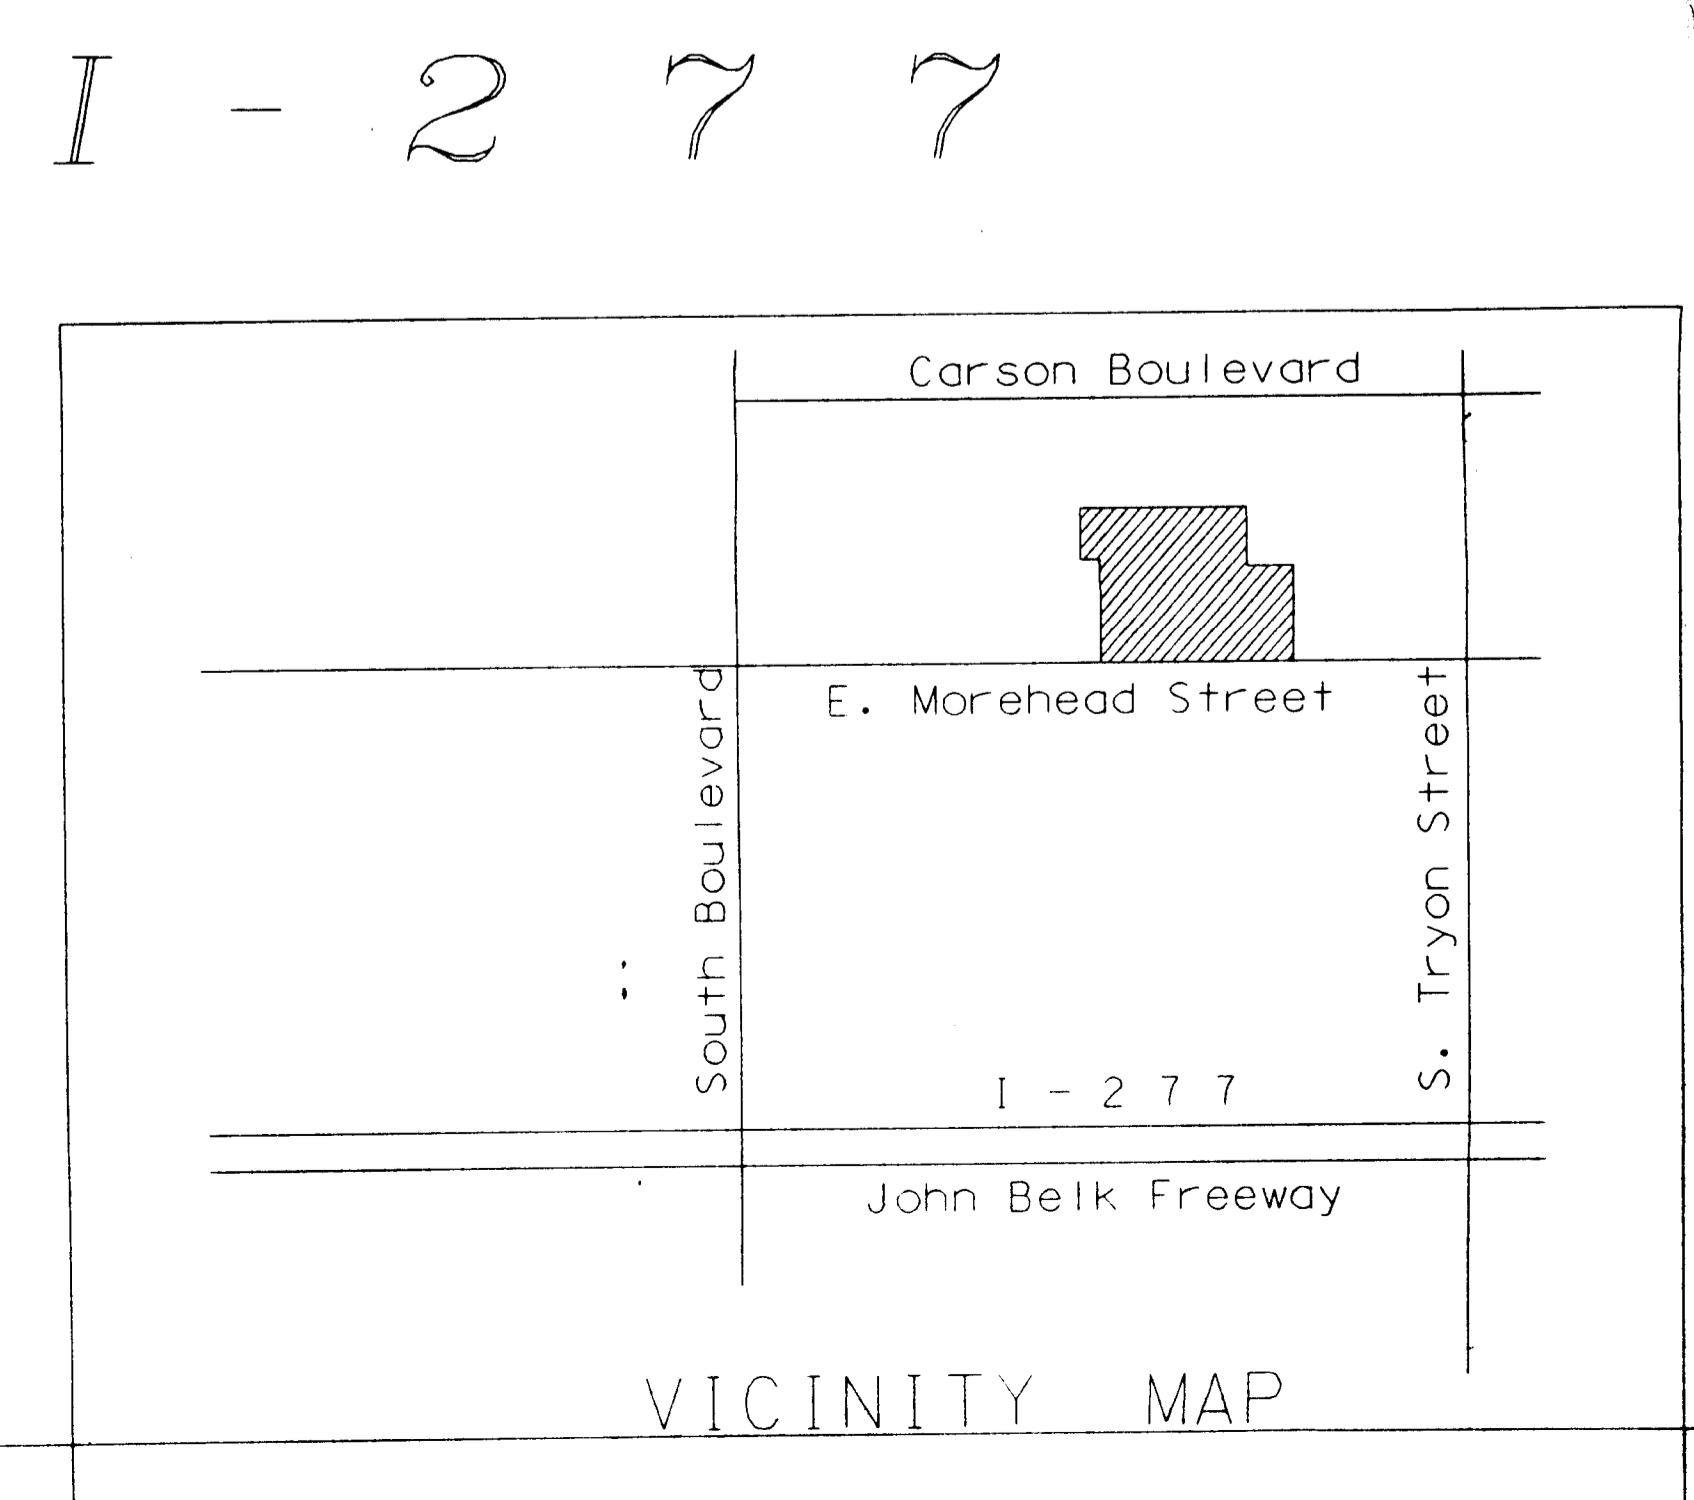 I - 2 7 7
Carson Boulevard
E. Morehead Street
South Boulevard
S. Tryon Street
I - 2 7 7
John Belk Freeway
VICINITY MAP